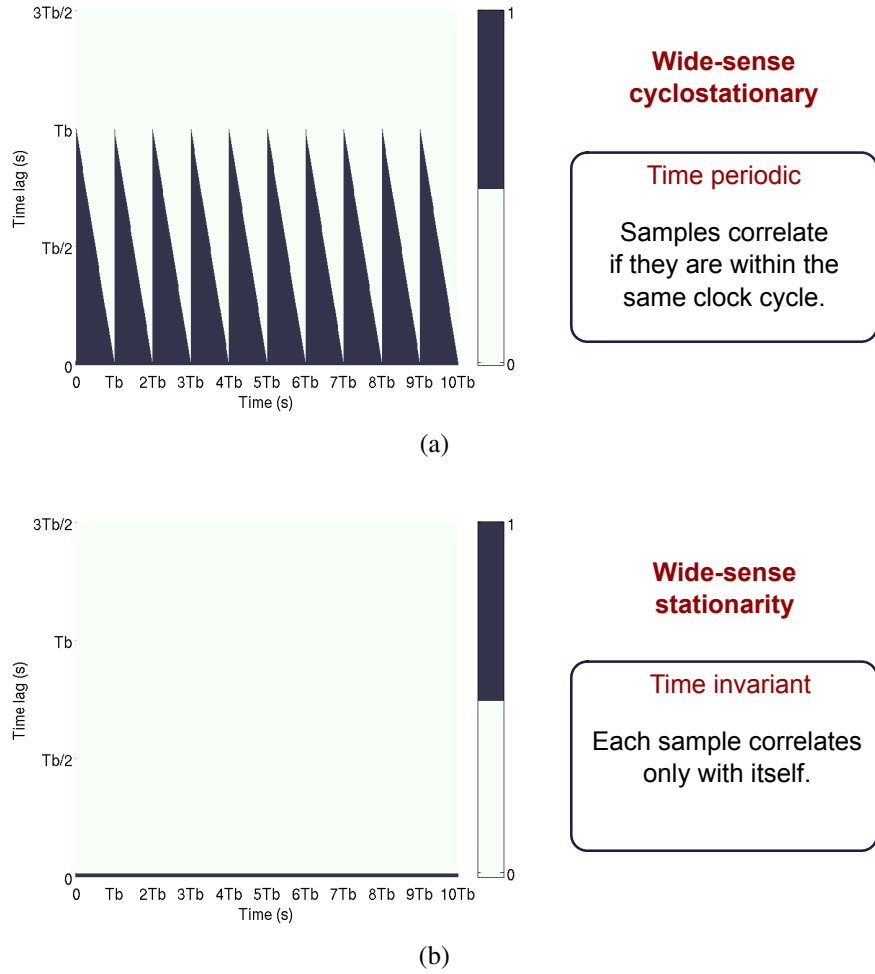 3Tb/2
Tb
Tb/2
0
Time lag (s)
0 Tb 2Tb 3Tb 4Tb 5Tb 6Tb 7Tb 8Tb 9Tb 10Tb
Time (s)
1
0
Wide-sense
cyclostationary
Time periodic
Samples correlate
if they are within the
same clock cycle.
(a)
3Tb/2
Tb
Tb/2
0
Time lag (s)
0 Tb 2Tb 3Tb 4Tb 5Tb 6Tb 7Tb 8Tb 9Tb 10Tb
Time (s)
1
0
Wide-sense
stationarity
Time invariant
Each sample correlates
only with itself.
(b)